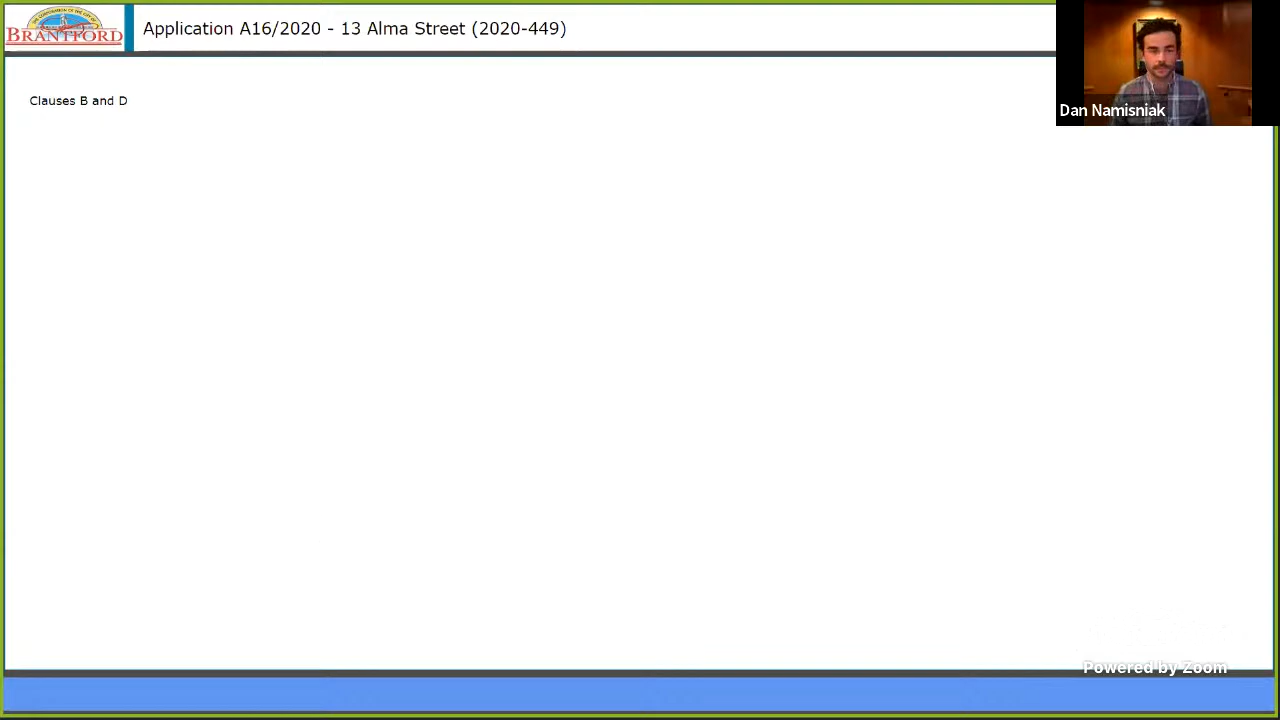 BRANTFORD
Application A16/2020 - 13 Alma Street (2020-449)
Dan Namisniak
Clauses B and D
Powered by Zoom